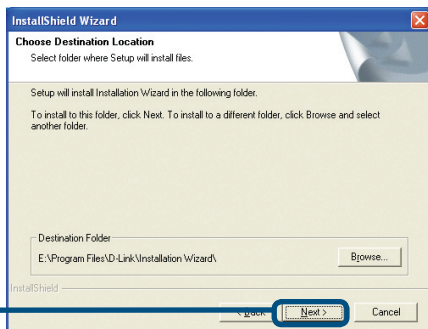 InstallShield Wizard
Choose Destination Location
Select folder where Setup will install files.
Setup will install Installation Wizard in the following folder.
To install to this folder, click Next. To install to a different folder, click Browse and select
another folder.
Destination Folder
E:\Program Files\D-Link\Installation Wizard\
Browse...
InstallShield
< Back Next > Cancel